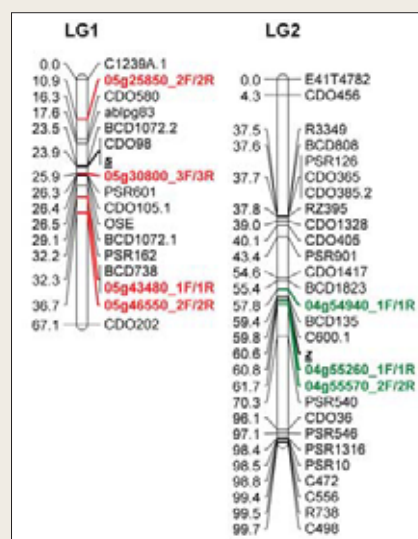 LG1
0.0 C1239A.1
10.9 05g25850_2F/2R
16.3 CDO580
17.6 ablpg83
23.5 BCD1072.2
CDO98
23.9 s
25.9 05g30800_3F/3R
26.3 PSR601
26.4 CDO105.1
26.5 OSE
29.1 BCD1072.1
32.2 PSR162
BCD738
32.3 05g43480_1F/1R
36.7 05g46550_2F/2R
67.1 CDO202
LG2
0.0 E41T4782
4.3 CDO456
37.5 R3349
37.6 BCD808
PSR126
37.7 CDO365
CDO385.2
37.8 RZ395
39.0 CDO1328
40.1 CDO405
43.4 PSR901
54.6 CDO1417
55.4 BCD1823
57.8 04g54940_1F/1R
59.4 BCD135
59.8 C600.1
60.6 z
60.8 04g55260_1F/1R
61.7 04g55570_2F/2R
70.3 PSR540
96.1 CDO36
97.1 PSR546
98.4 PSR1316
98.5 PSR10
98.8 C472
99.4 C556
99.5 R738
99.7 C498